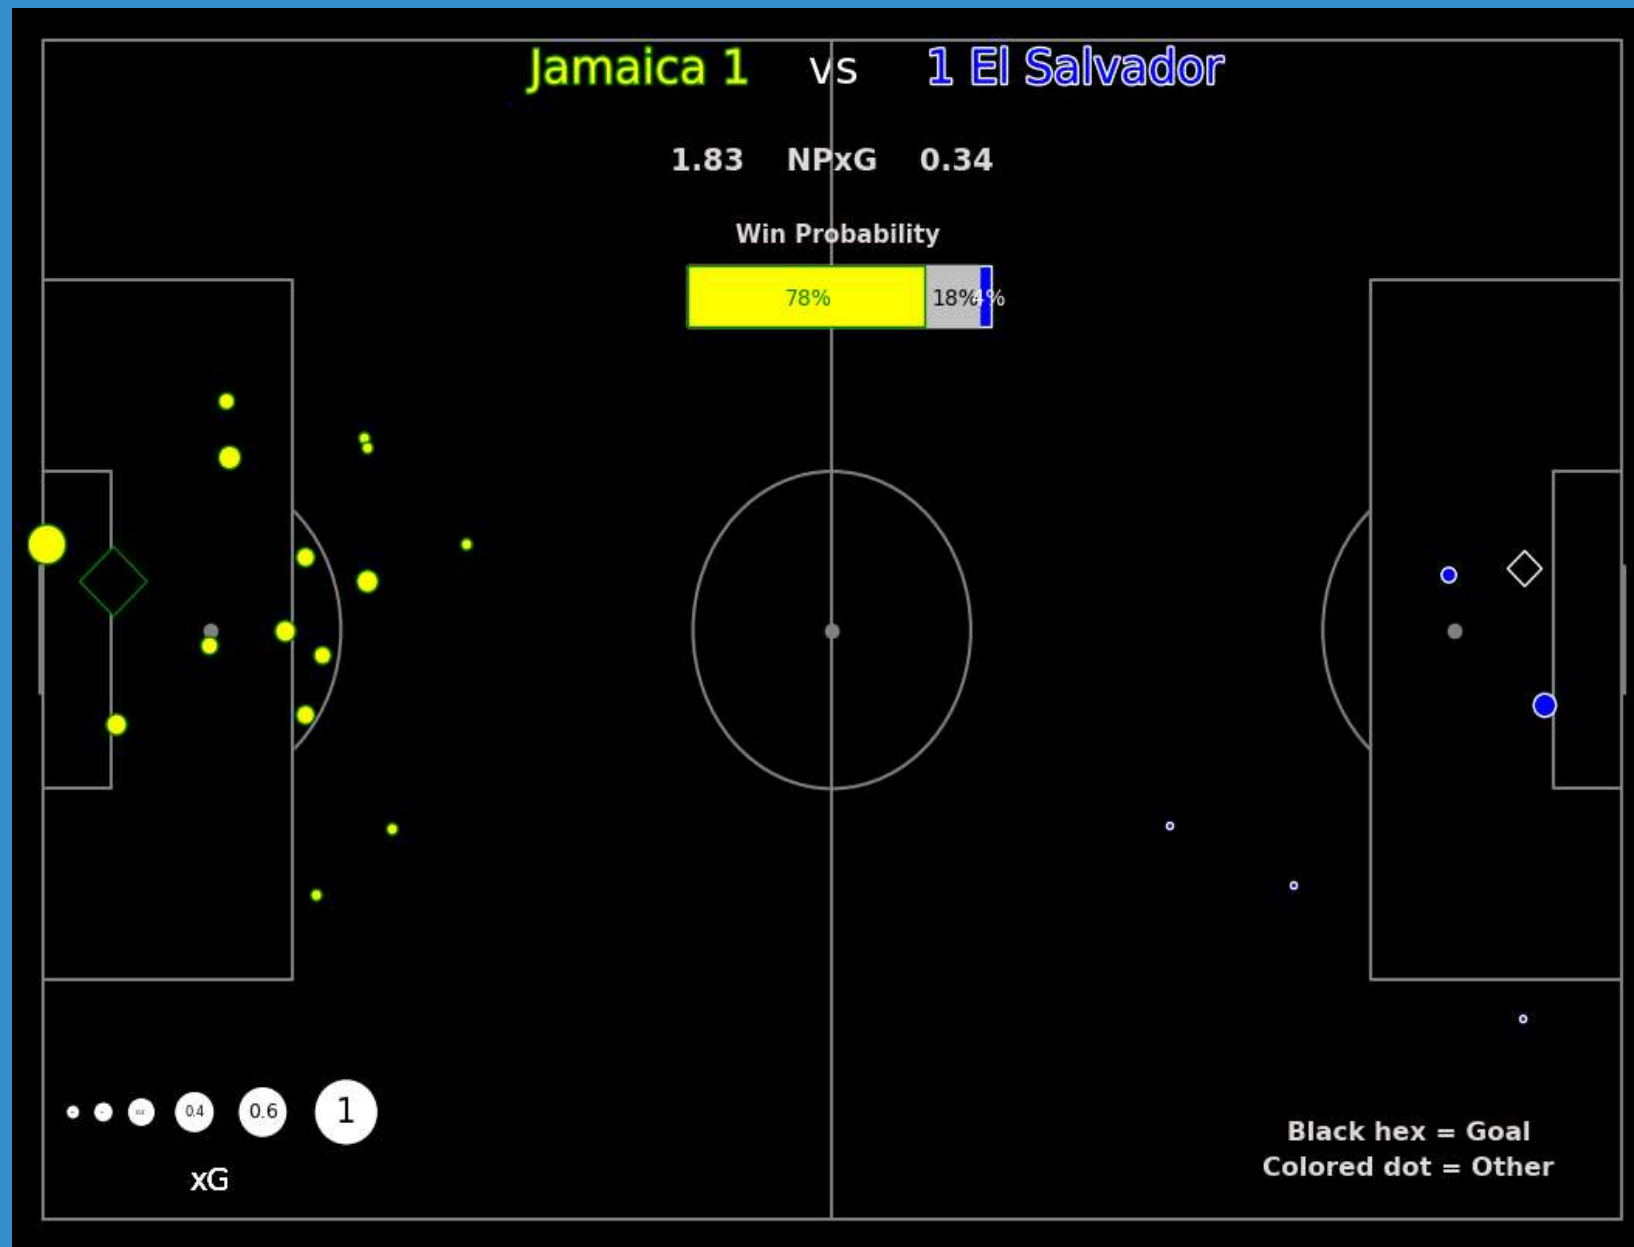 Jamaica 1 vs 1 El Salvador
1.83 NPxG 0.34
Win Probability
78% 18% 4%
0.4 0.6 1
xG
Black hex = Goal
Colored dot = Other